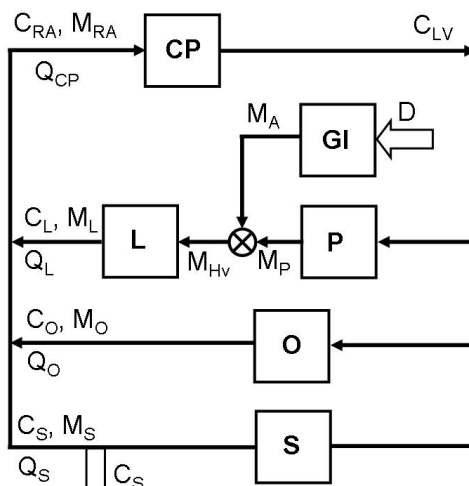 C_RA, M_RA
CP
C_LV
Q_CP
M_A
GI
D
C_L, M_L
L
P
Q_L
M_Hv
M_P
C_O, M_O
O
Q_O
C_S, M_S
S
Q_S
C_S